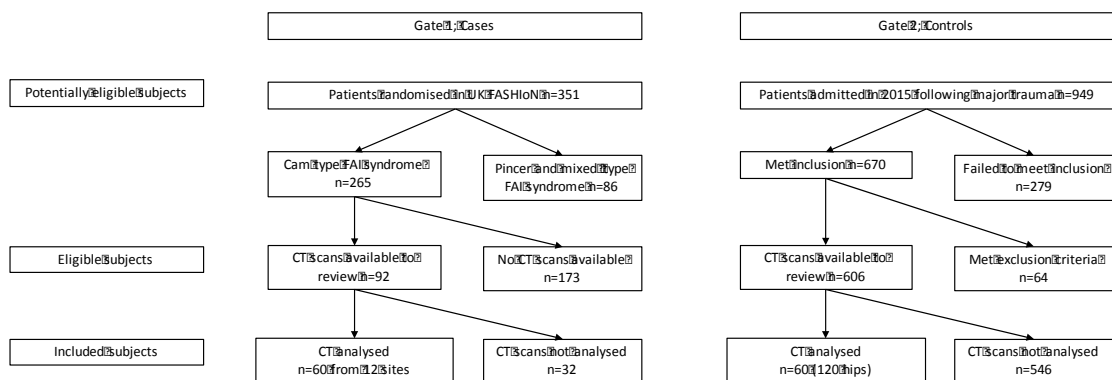 Gate 1; Cases
Gate 2; Controls
Potentially eligible subjects
Patients randomised in UK FASHIoN n=351
Patients admitted in 2015 following major trauma n=949
Cam type FAI syndrome
n=265
Pincer and mixed type
FAI syndrome n=86
Met inclusion n=670
Failed to meet inclusion
n=279
Eligible subjects
CT scans available to
review n=92
No CT scans available
n=173
CT scans available to
review n=606
Met exclusion criteria
n=64
Included subjects
CT analysed
n=60 from 12 sites
CT scans not analysed
n=32
CT analysed
n=60 (120 hips)
CT scans not analysed
n=546